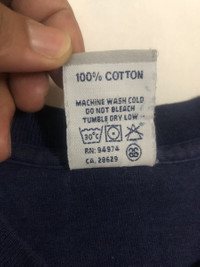 100% COTTON
MACHINE WASH COLD
DO NOT BLEACH
TUMBLE DRY LOW
30°C
RN: 94974
CA. 28629